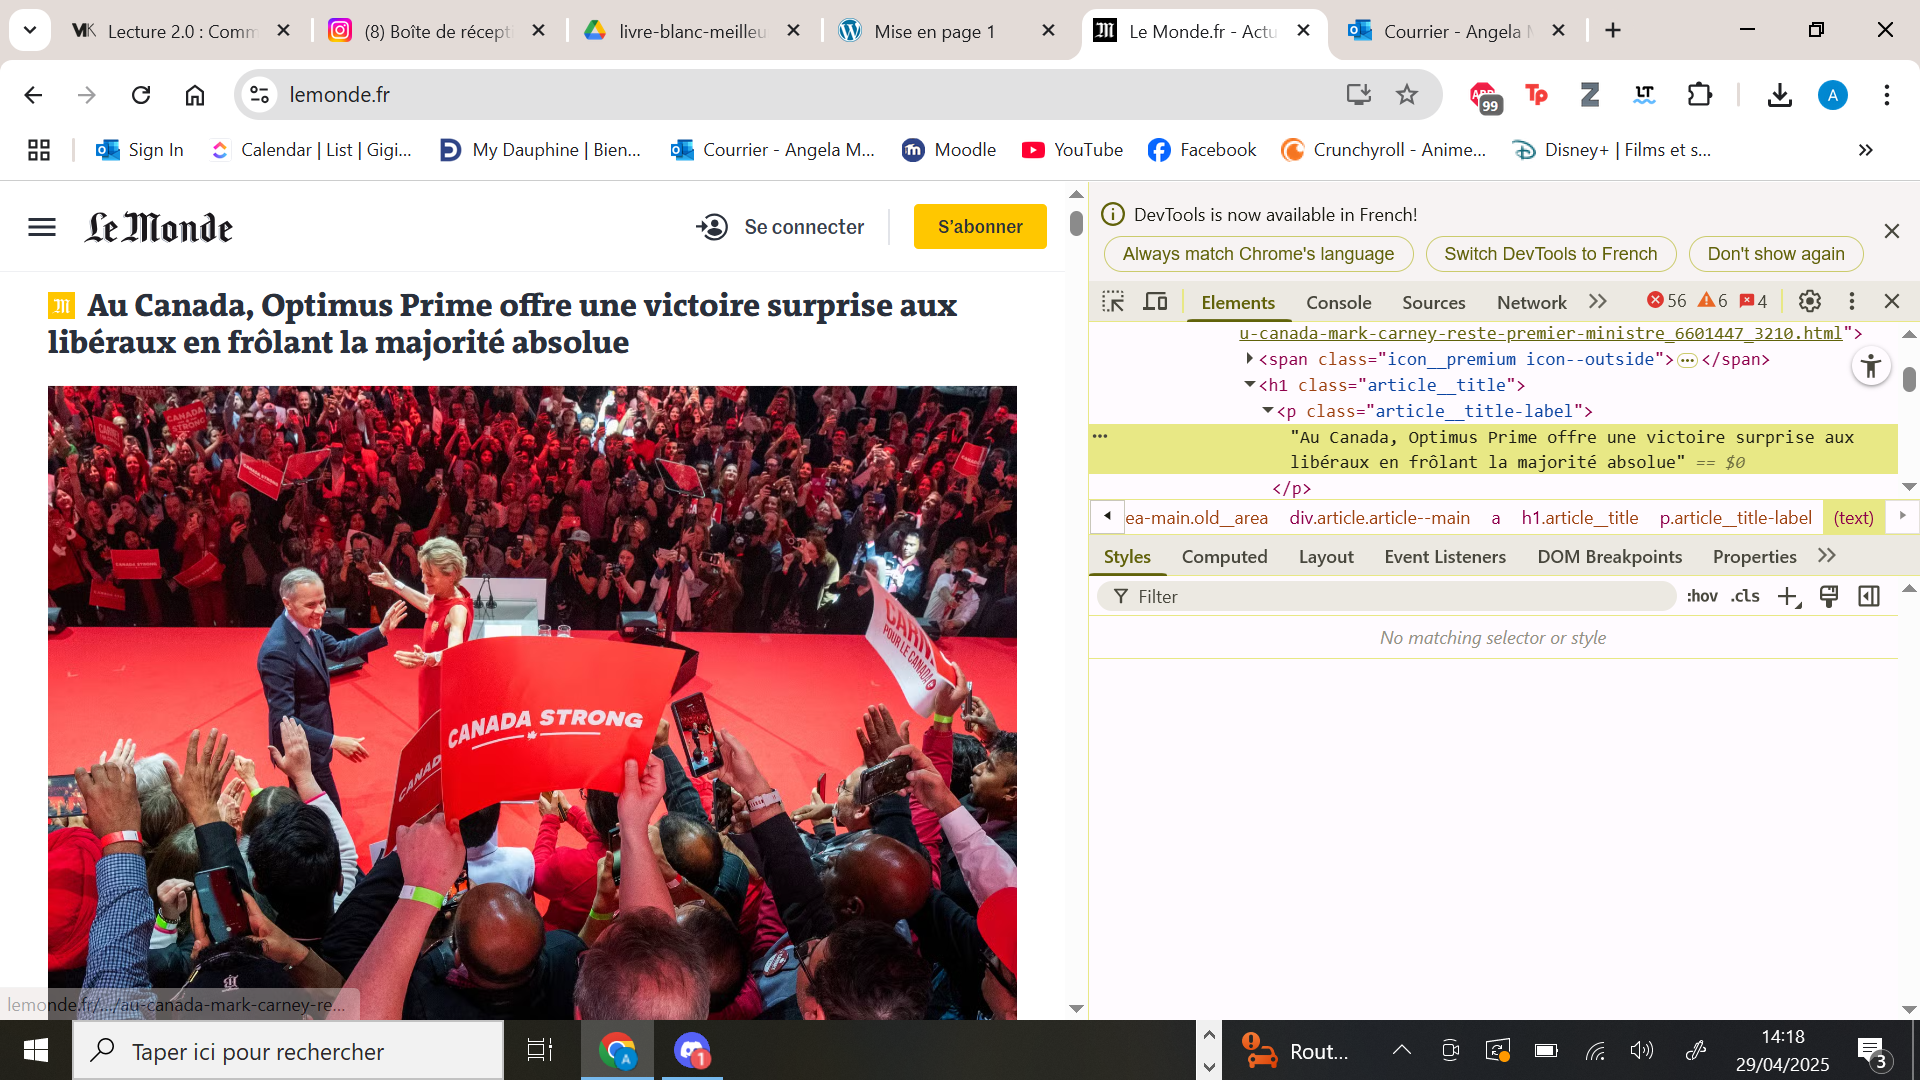 Lecture 2.0 : Comm
(8) Boîte de récept
livre-blanc-meilleu
Mise en page 1
Le Monde.fr - Actu
Courrier - Angela M
lemonde.fr
ABP
99
Tp
Z
LT
A
Sign In
Calendar | List | Gigi...
My Dauphine | Bien...
Courrier - Angela M...
Moodle
YouTube
Facebook
Crunchyroll - Anime...
Disney+ | Films et s...
Le Monde
Se connecter
S'abonner
Au Canada, Optimus Prime offre une victoire surprise aux
libéraux en frôlant la majorité absolue
CANADA STRONG
POUR LE CANADA
lemonde.fr/.../au-canada-mark-carney-re...
DevTools is now available in French!
Always match Chrome's language
Switch DevTools to French
Don't show again
Elements
Console
Sources
Network
56
6
4
u-canada-mark-carney-reste-premier-ministre_6601447_3210.html">
<span class="icon__premium icon--outside">…</span>
<h1 class="article__title">
<p class="article__title-label">
"Au Canada, Optimus Prime offre une victoire surprise aux
libéraux en frôlant la majorité absolue" == $0
</p>
ea-main.old__area
div.article.article--main
a
h1.article__title
p.article__title-label
(text)
Styles
Computed
Layout
Event Listeners
DOM Breakpoints
Properties
Filter
:hov
.cls
No matching selector or style
Taper ici pour rechercher
A
1
Rout...
14:18
29/04/2025
3